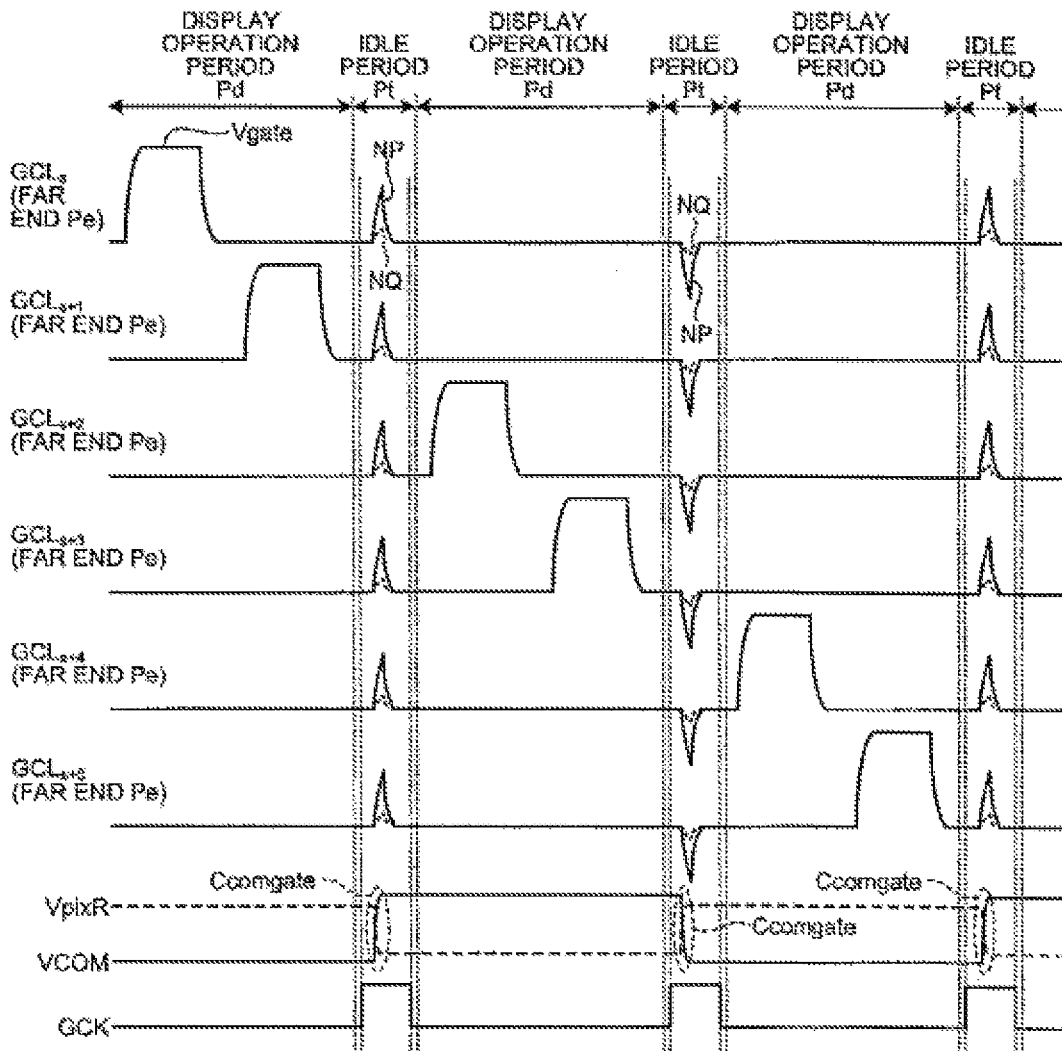 DISPLAY
OPERATION
PERIOD
Pd
IDLE
PERIOD
Pt
DISPLAY
OPERATION
PERIOD
Pd
IDLE
PERIOD
Pt
DISPLAY
OPERATION
PERIOD
Pd
IDLE
PERIOD
Pt
Vgate
NP
NQ
NQ
NP
GCLs
(FAR
END Pe)
GCLs+1
(FAR END Pe)
GCLs+2
(FAR END Pe)
GCLs+3
(FAR END Pe)
GCLs+4
(FAR END Pe)
GCLs+5
(FAR END Pe)
Ccomgate
Ccomgate
VpixR
Ccomgate
VCOM
GCK